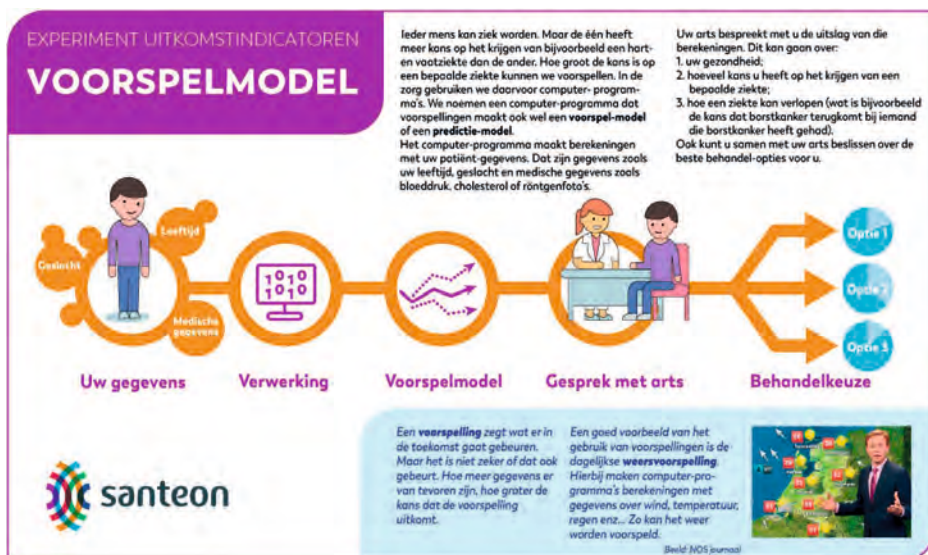 EXPERIMENT UITKOMSTINDICATOREN
VOORSPELMODEL
Ieder mens kan ziek worden. Maar de één heeft
meer kans op het krijgen van bijvoorbeeld een hart-
en vaatziekte dan de ander. Hoe groot de kans is op
een bepaalde ziekte kunnen we voorspellen. In de
zorg gebruiken we daarvoor computer- program-
ma's. We noemen een computer-programma dat
voorspellingen maakt ook wel een voorspel-model
of een predictie-model.
Het computer-programma maakt berekeningen
met uw patiënt-gegevens. Dat zijn gegevens zoals
uw leeftijd, geslacht en medische gegevens zoals
bloeddruk, cholesterol of röntgenfoto's.
Uw arts bespreekt met u de uitslag van die
berekeningen. Dit kan gaan over:
1. uw gezondheid;
2. hoeveel kans u heeft op het krijgen van een
bepaalde ziekte;
3. hoe een ziekte kan verlopen (wat is bijvoorbeeld
de kans dat borstkanker terugkomt bij iemand
die borstkanker heeft gehad).
Ook kunt u samen met uw arts beslissen over de
beste behandel-opties voor u.
Leeftijd
Geslacht
Medische
gegevens
1010
1010
Optie 1
Optie 2
Optie 3
Uw gegevens
Verwerking
Voorspelmodel
Gesprek met arts
Behandelkeuze
santeon
Een voorspelling zegt wat er in
de toekomst gaat gebeuren.
Maar het is niet zeker of dat ook
gebeurt. Hoe meer gegevens er
van tevoren zijn, hoe groter de
kans dat de voorspelling
uitkomt.
Een goed voorbeeld van het
gebruik van voorspellingen is de
dagelijkse weersvoorspelling.
Hierbij maken computer-pro-
gramma's berekeningen met
gegevens over wind, temperatuur,
regen enz... Zo kan het weer
worden voorspeld.
Beeld: NOS journaal